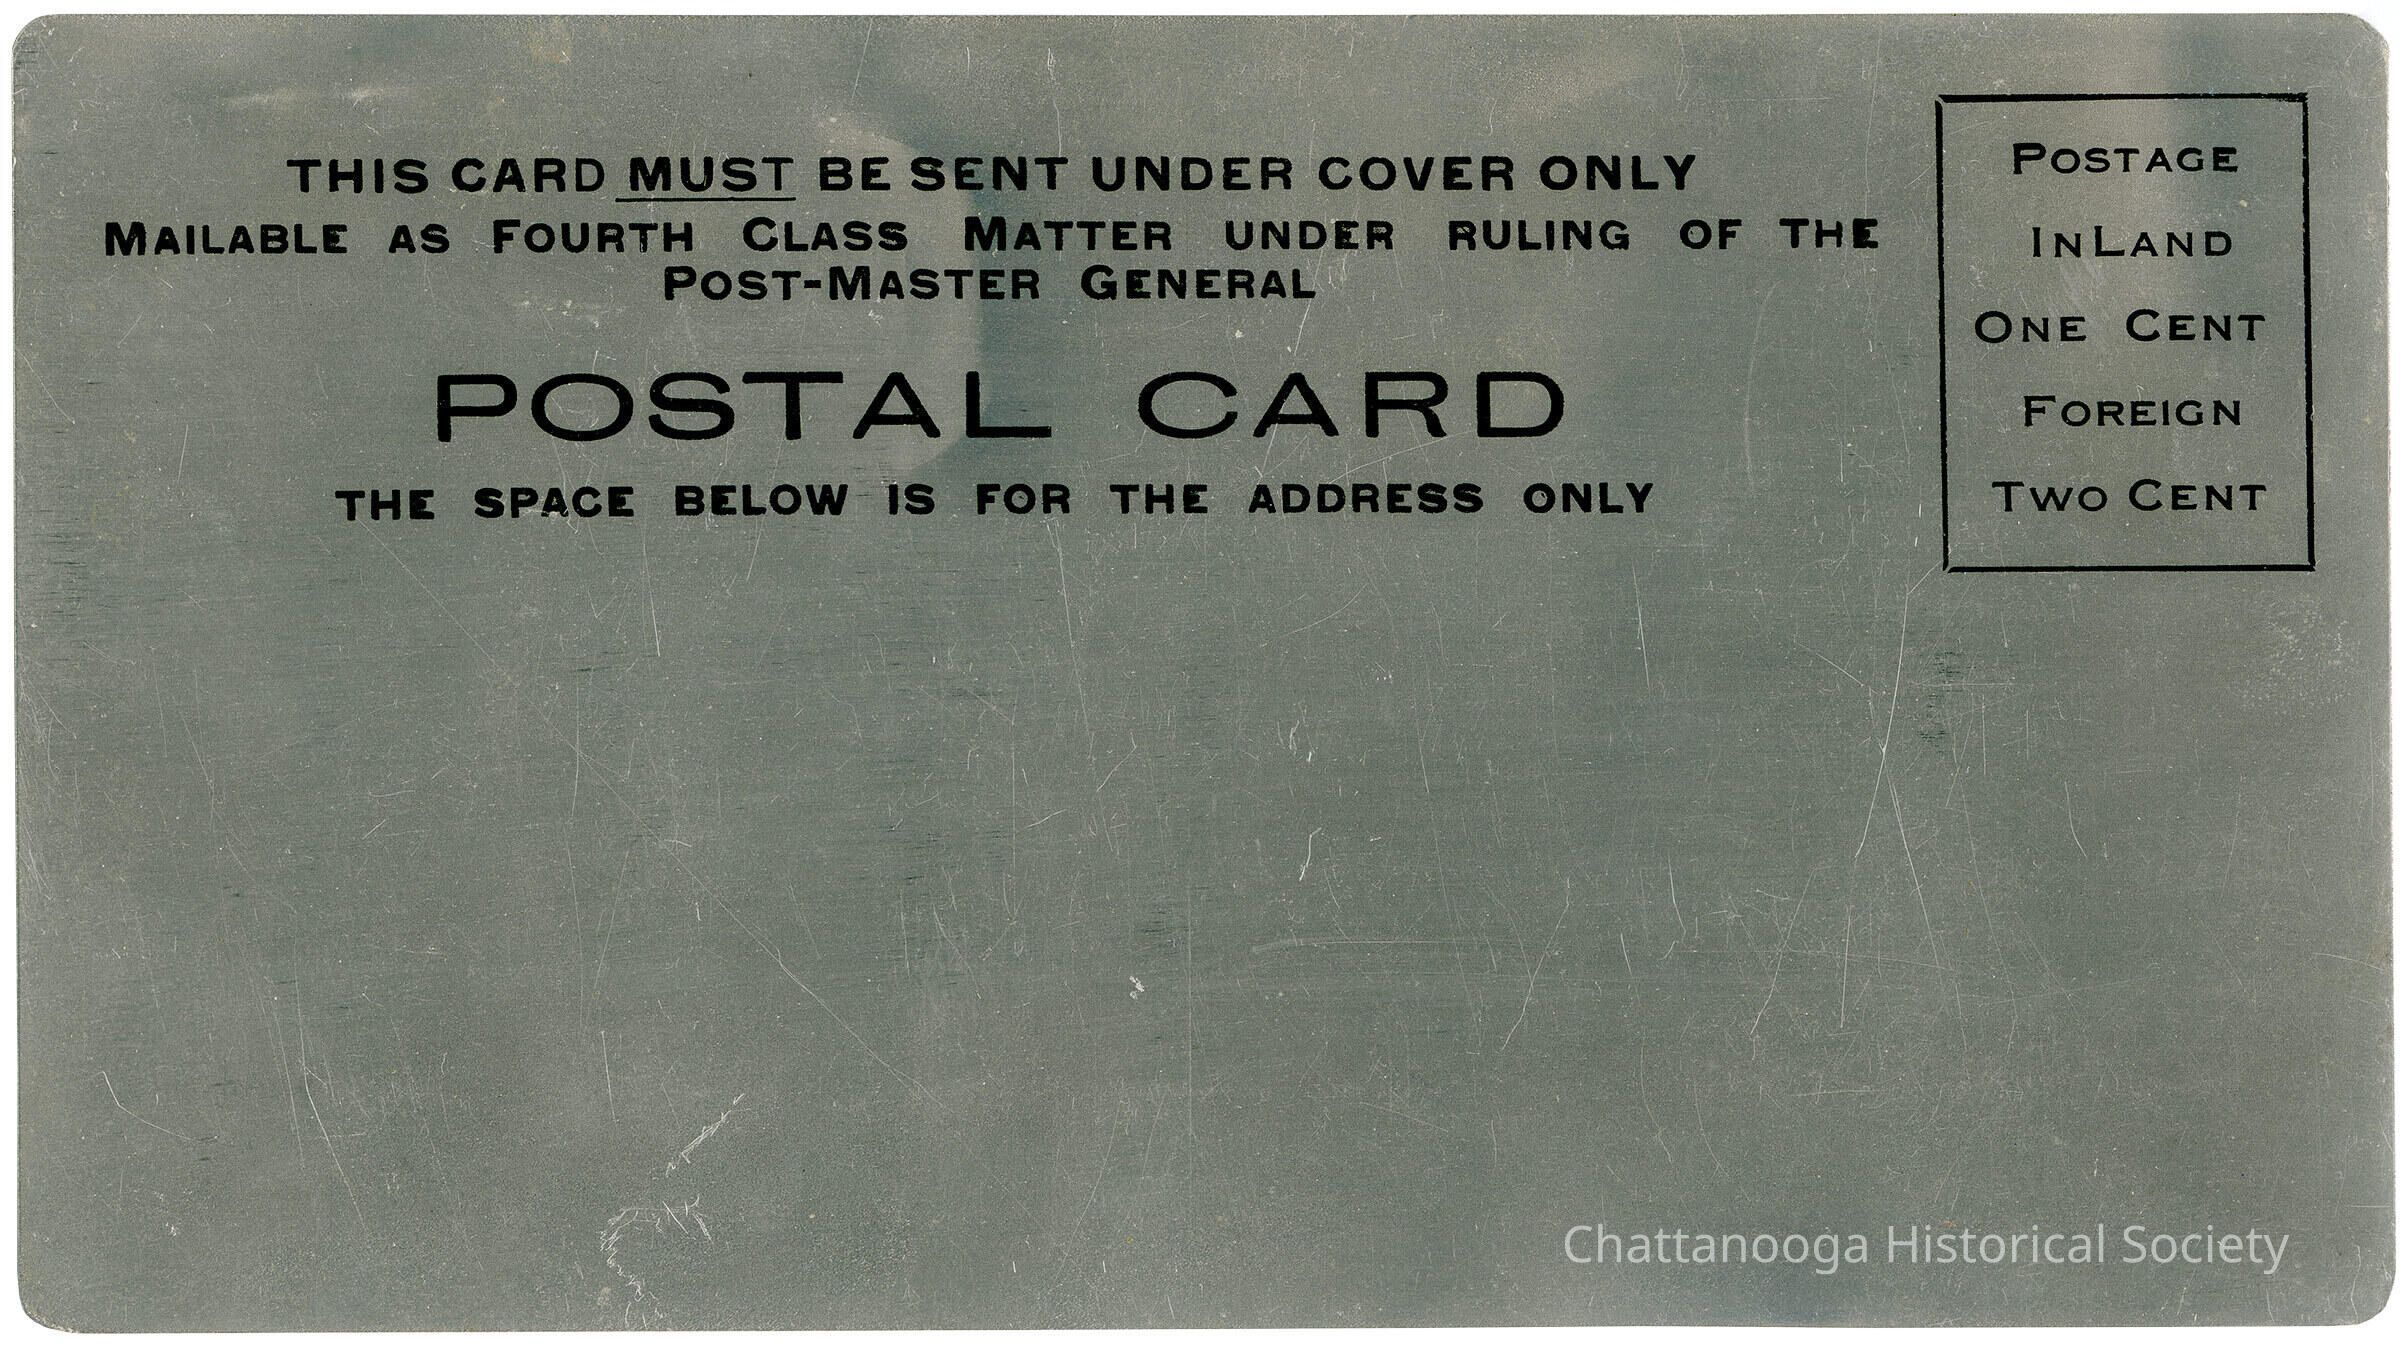 THIS CARD MUST BE SENT UNDER COVER ONLY
MAILABLE AS FOURTH CLASS MATTER UNDER RULING OF THE
POST-MASTER GENERAL
POSTAL CARD
THE SPACE BELOW IS FOR THE ADDRESS ONLY
POSTAGE
INLAND
ONE CENT
FOREIGN
TWO CENT
Chattanooga Historical Society